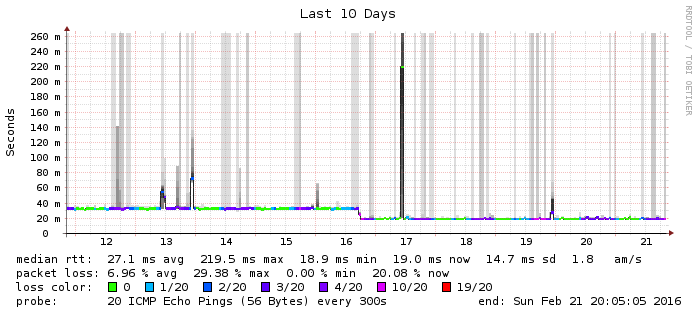 Last 10 Days
RRDTOOL / TOBI OETIKER
Seconds
260 m
240 m
220 m
200 m
180 m
160 m
140 m
120 m
100 m
80 m
60 m
40 m
20 m
0
12 13 14 15 16 17 18 19 20 21
median rtt: 27.1 ms avg 219.5 ms max 18.9 ms min 19.0 ms now 14.7 ms sd 1.8 am/s
packet loss: 6.96 % avg 29.38 % max 0.00 % min 20.08 % now
loss color: 0 1/20 2/20 3/20 4/20 10/20 19/20
probe: 20 ICMP Echo Pings (56 Bytes) every 300s end: Sun Feb 21 20:05:05 2016